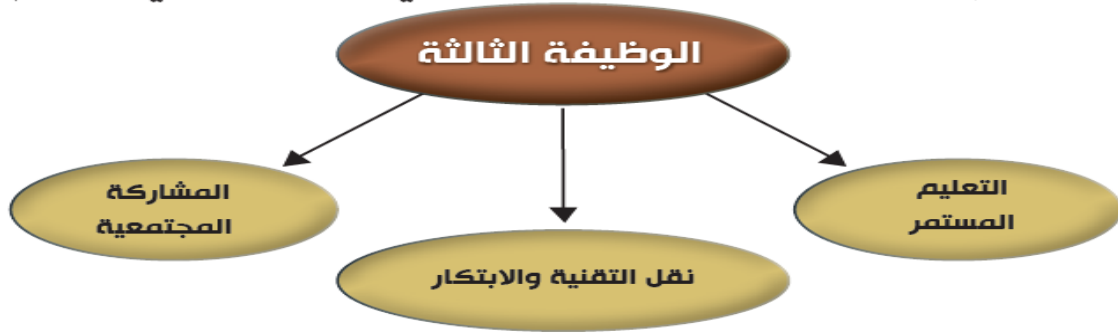 الوظيفة الثالثة
التعليم
المستمر
نقل التقنية والابتكار
المشاركة
المجتمعية